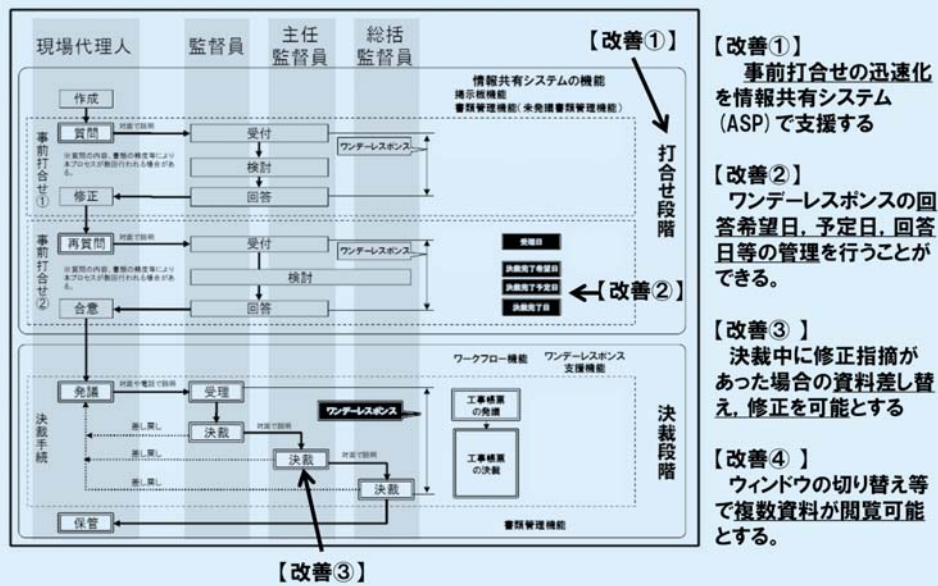 現場代理人
監督員
主任
監督員
総括
監督員
【改善①】
情報共有システムの機能
掲示板機能
書類管理機能(未発議書類管理機能)
打合せ段階
事前打合せ①
作成
質問
対面で説明
受付
ワンデーレスポンス
※質問の内容、書類の精度等により
本プロセスが数回行われる場合があ
る。
検討
修正
回答
事前打合せ②
再質問
対面で説明
受付
ワンデーレスポンス
受理日
※質問の内容、書類の精度等により
本プロセスが数回行われる場合があ
る。
検討
決裁完了希望日
決裁完了予定日
【改善②】
合意
回答
決裁完了日
ワークフロー機能
ワンデーレスポンス
支援機能
決裁段階
決裁手続
発議
対面や電話で説明
受理
ワンデーレスポンス
工事帳票
の発議
差し戻し
決裁
対面で説明
差し戻し
決裁
対面で説明
工事帳票
の決裁
差し戻し
決裁
保管
書類管理機能
【改善③】
【改善①】
事前打合せの迅速化
を情報共有システム
(ASP)で支援する
【改善②】
ワンデーレスポンスの回
答希望日，予定日，回答
日等の管理を行うことが
できる。
【改善③ 】
決裁中に修正指摘が
あった場合の資料差し替
え，修正を可能とする
【改善④ 】
ウィンドウの切り替え等
で複数資料が閲覧可能
とする。